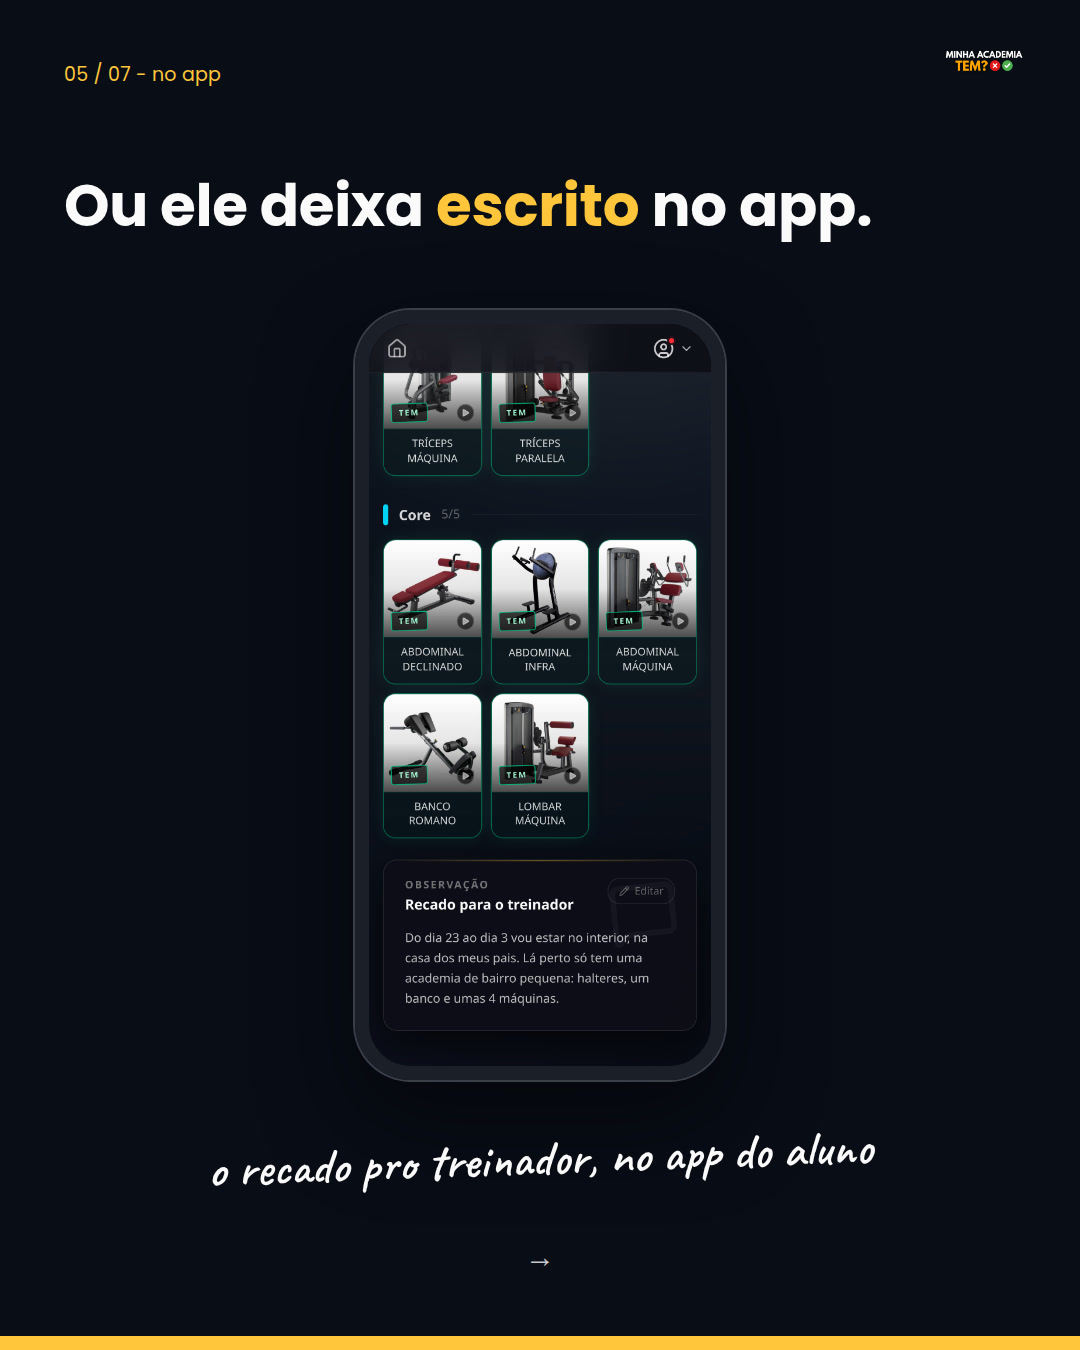 05 / 07 - no app
MINHA ACADEMIA
TEM?
Ou ele deixa escrito no app.
TEM
TEM
TRÍCEPS
MÁQUINA
TRÍCEPS
PARALELA
Core 5/5
TEM
TEM
TEM
ABDOMINAL
DECLINADO
ABDOMINAL
INFRA
ABDOMINAL
MÁQUINA
TEM
TEM
BANCO
ROMANO
LOMBAR
MÁQUINA
OBSERVAÇÃO
Editar
Recado para o treinador
Do dia 23 ao dia 3 vou estar no interior, na
casa dos meus pais. Lá perto só tem uma
academia de bairro pequena: halteres, um
banco e umas 4 máquinas.
o recado pro treinador, no app do aluno
→